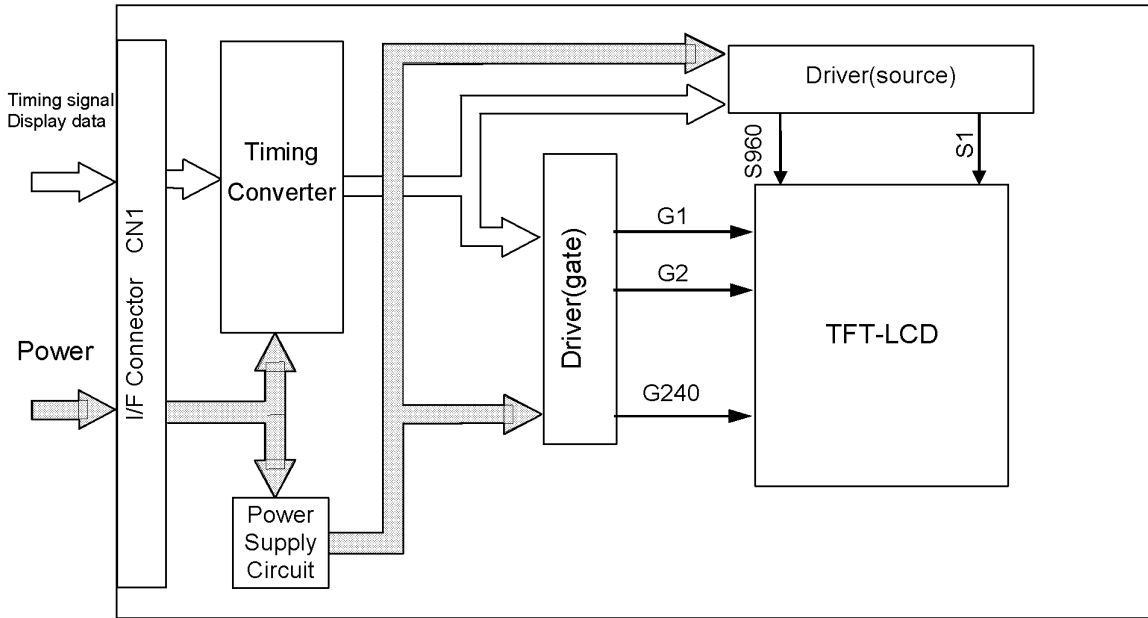 Timing signal
Display data
Power
I/F Connector CN1
Timing
Converter
Power
Supply
Circuit
Driver(source)
S960
S1
Driver(gate)
G1
G2
G240
TFT-LCD